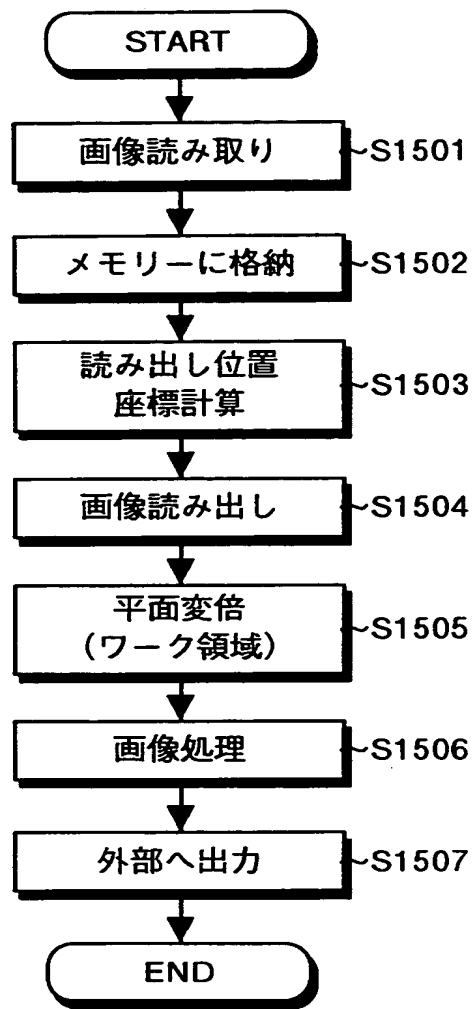 START
画像読み取り
S1501
メモリーに格納
S1502
読み出し位置
座標計算
S1503
画像読み出し
S1504
平面変倍
(ワーク領域)
S1505
画像処理
S1506
外部へ出力
S1507
END